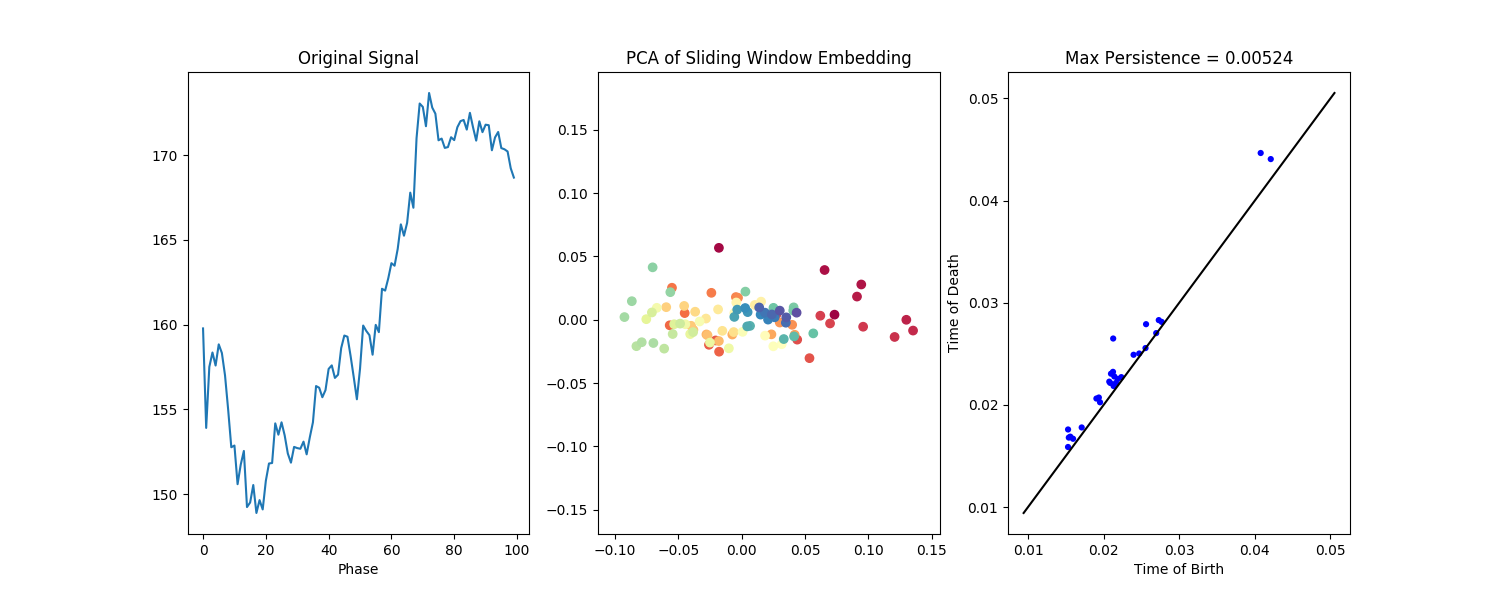 Original Signal
170
165
160
155
150
0 20 40 60 80 100
Phase
PCA of Sliding Window Embedding
0.15
0.10
0.05
0.00
−0.05
−0.10
−0.15
−0.10 −0.05 0.00 0.05 0.10 0.15
Max Persistence = 0.00524
Time of Death
0.05
0.04
0.03
0.02
0.01
0.01 0.02 0.03 0.04 0.05
Time of Birth